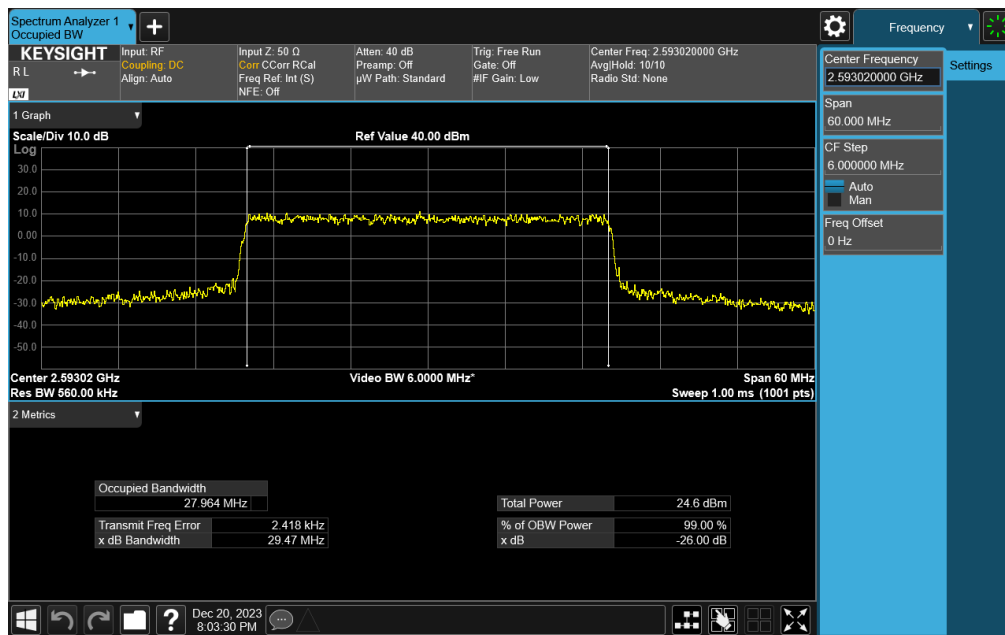 Spectrum Analyzer 1
Occupied BW
Frequency
KEYSIGHT
R L
LXI
Input: RF
Coupling: DC
Align: Auto
Input Z: 50 Ω
Corr CCorr RCal
Freq Ref: Int (S)
NFE: Off
Atten: 40 dB
Preamp: Off
µW Path: Standard
Trig: Free Run
Gate: Off
#IF Gain: Low
Center Freq: 2.593020000 GHz
Avg|Hold: 10/10
Radio Std: None
Center Frequency
2.593020000 GHz
Settings
Span
60.000 MHz
CF Step
6.000000 MHz
Auto
Man
Freq Offset
0 Hz
1 Graph
Scale/Div 10.0 dB
Ref Value 40.00 dBm
Log
30.0
20.0
10.0
0.00
-10.0
-20.0
-30.0
-40.0
-50.0
Center 2.59302 GHz
Video BW 6.0000 MHz*
Span 60 MHz
Res BW 560.00 kHz
Sweep 1.00 ms (1001 pts)
2 Metrics
Occupied Bandwidth
27.964 MHz
Total Power 24.6 dBm
Transmit Freq Error 2.418 kHz
% of OBW Power 99.00 %
x dB Bandwidth 29.47 MHz
x dB -26.00 dB
Dec 20, 2023
8:03:30 PM